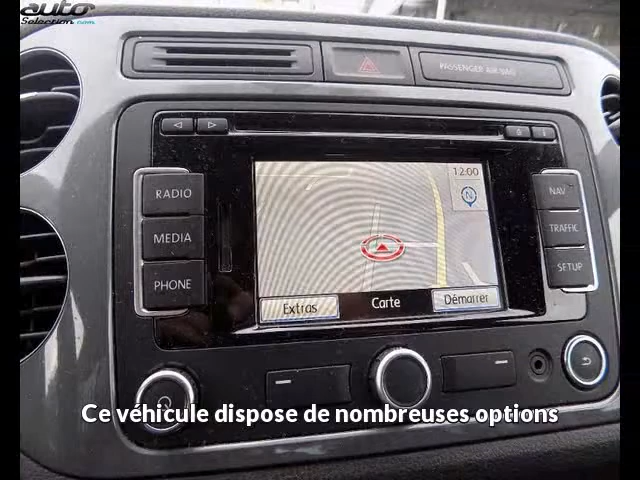 auto
Selection.com
PASSENGER AIR BAG
RADIO
MEDIA
PHONE
12:00
N
NAV
TRAFFIC
SETUP
Extras
Carte
Démarrer
Ce véhicule dispose de nombreuses options